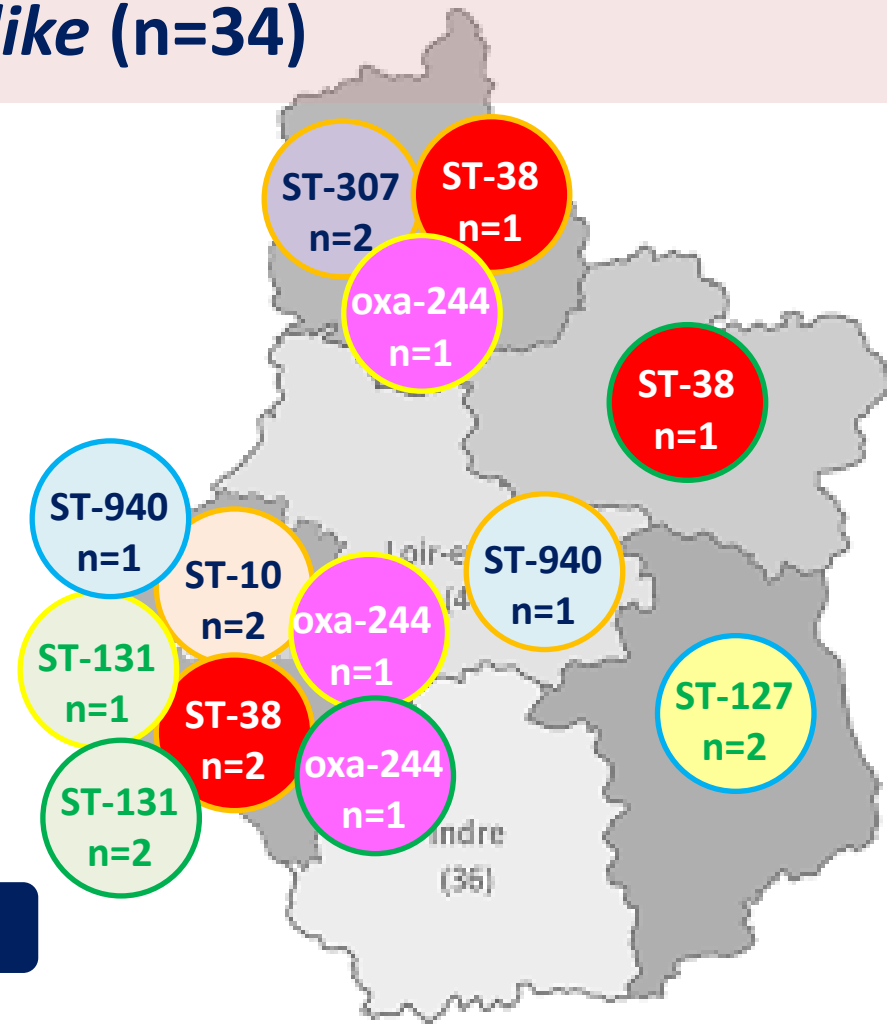 like (n=34)
ST-307
n=2
ST-38
n=1
oxa-244
n=1
ST-38
n=1
ST-940
n=1
ST-10
n=2
ST-940
n=1
oxa-244
n=1
ST-131
n=1
ST-38
n=2
ST-127
n=2
oxa-244
n=1
ST-131
n=2
Indre
(36)